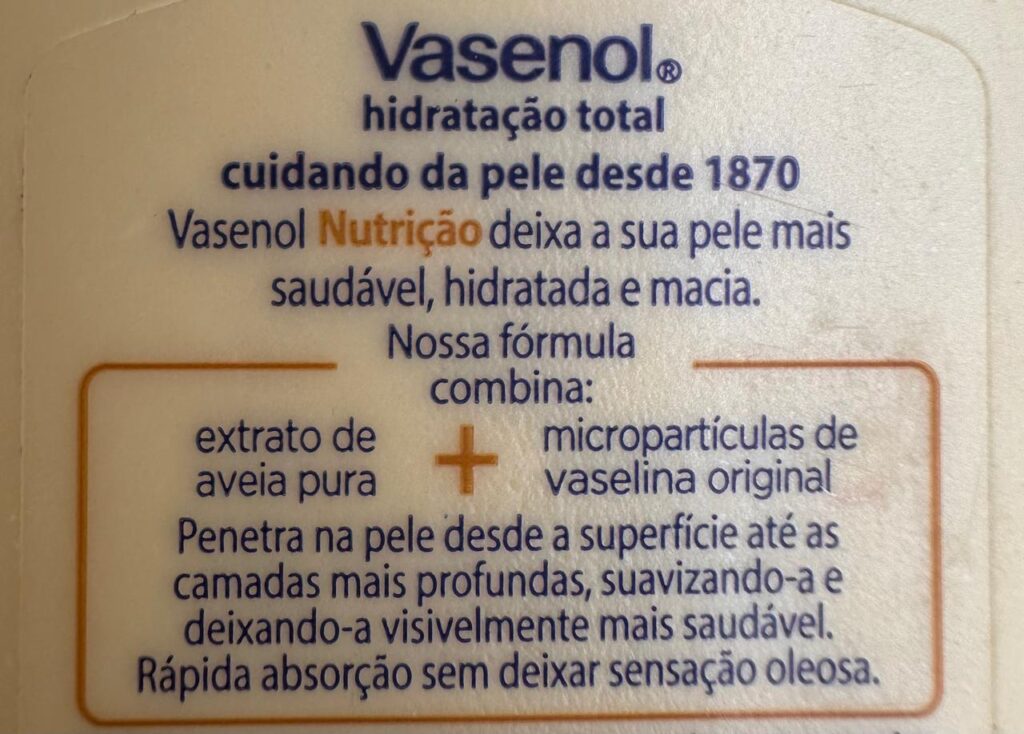 Vasenol®
hidratação total
cuidando da pele desde 1870
Vasenol Nutrição deixa a sua pele mais
saudável, hidratada e macia.
Nossa fórmula
combina:
extrato de
aveia pura
+
micropartículas de
vaselina original
Penetra na pele desde a superfície até as
camadas mais profundas, suavizando-a e
deixando-a visivelmente mais saudável.
Rápida absorção sem deixar sensação oleosa.